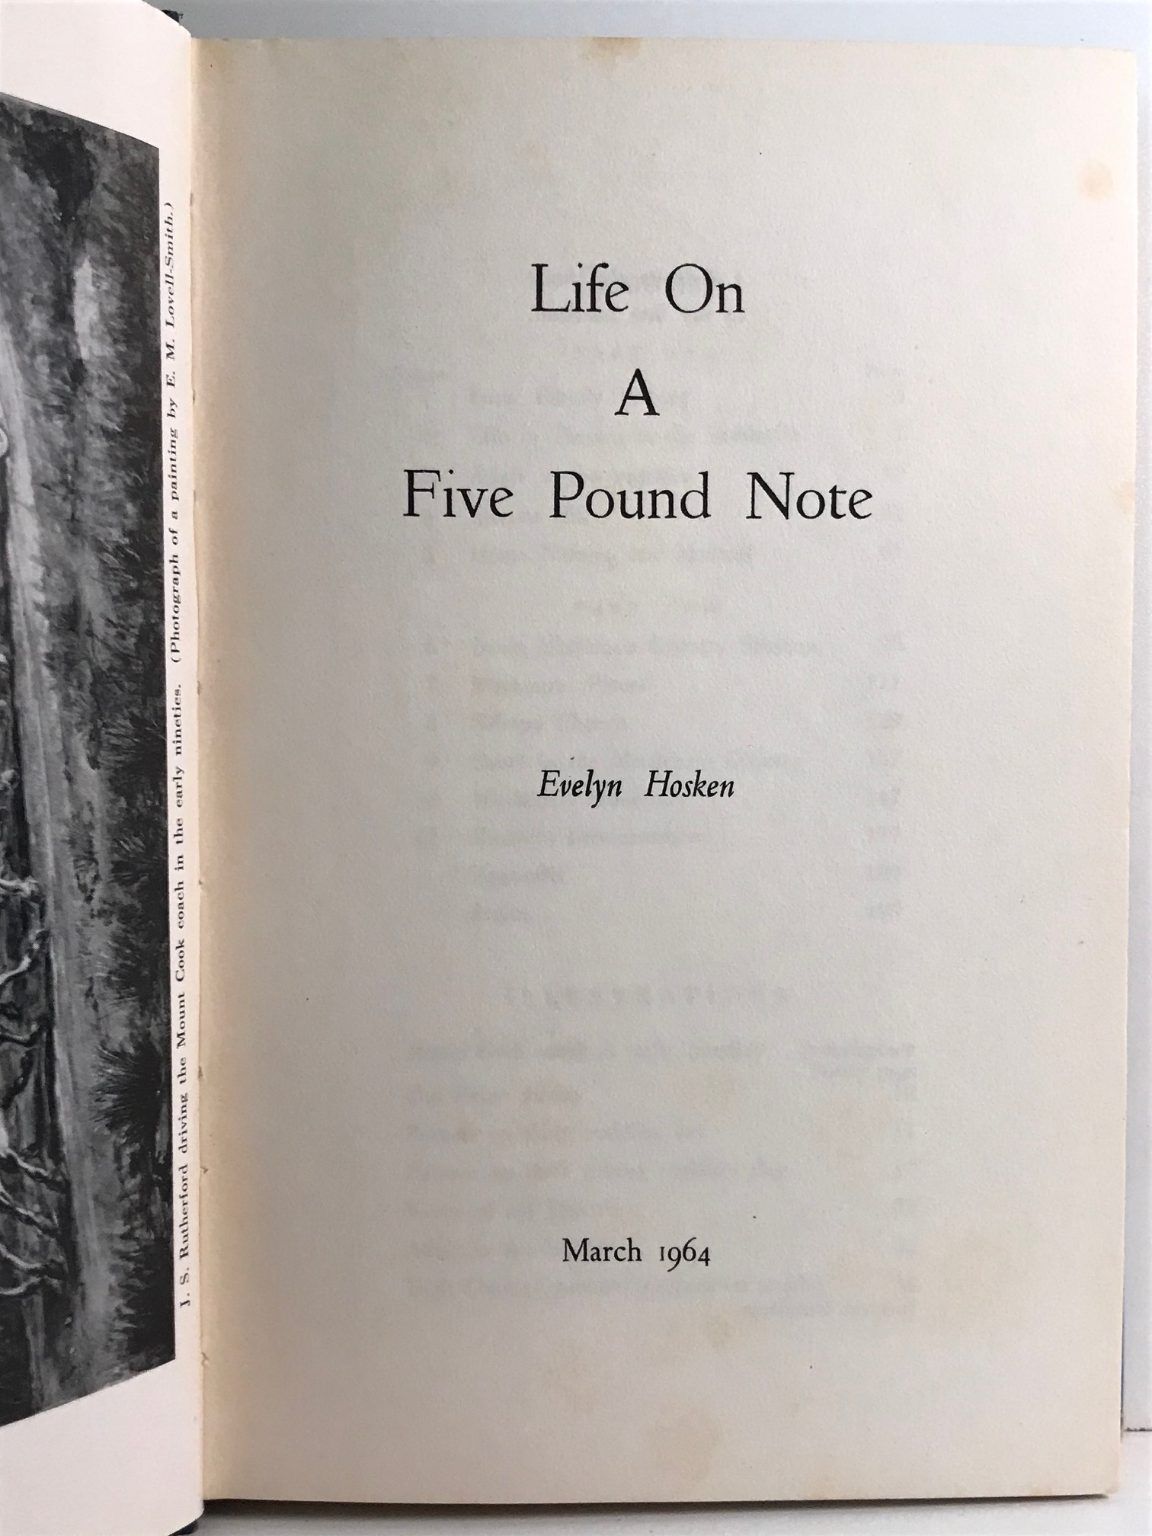 J. S. Rutherford driving the Mount Cook coach in the early nineties. (Photograph of a painting by E. M. Lovell-Smith.)
Life On
A
Five Pound Note
Evelyn Hosken
March 1964